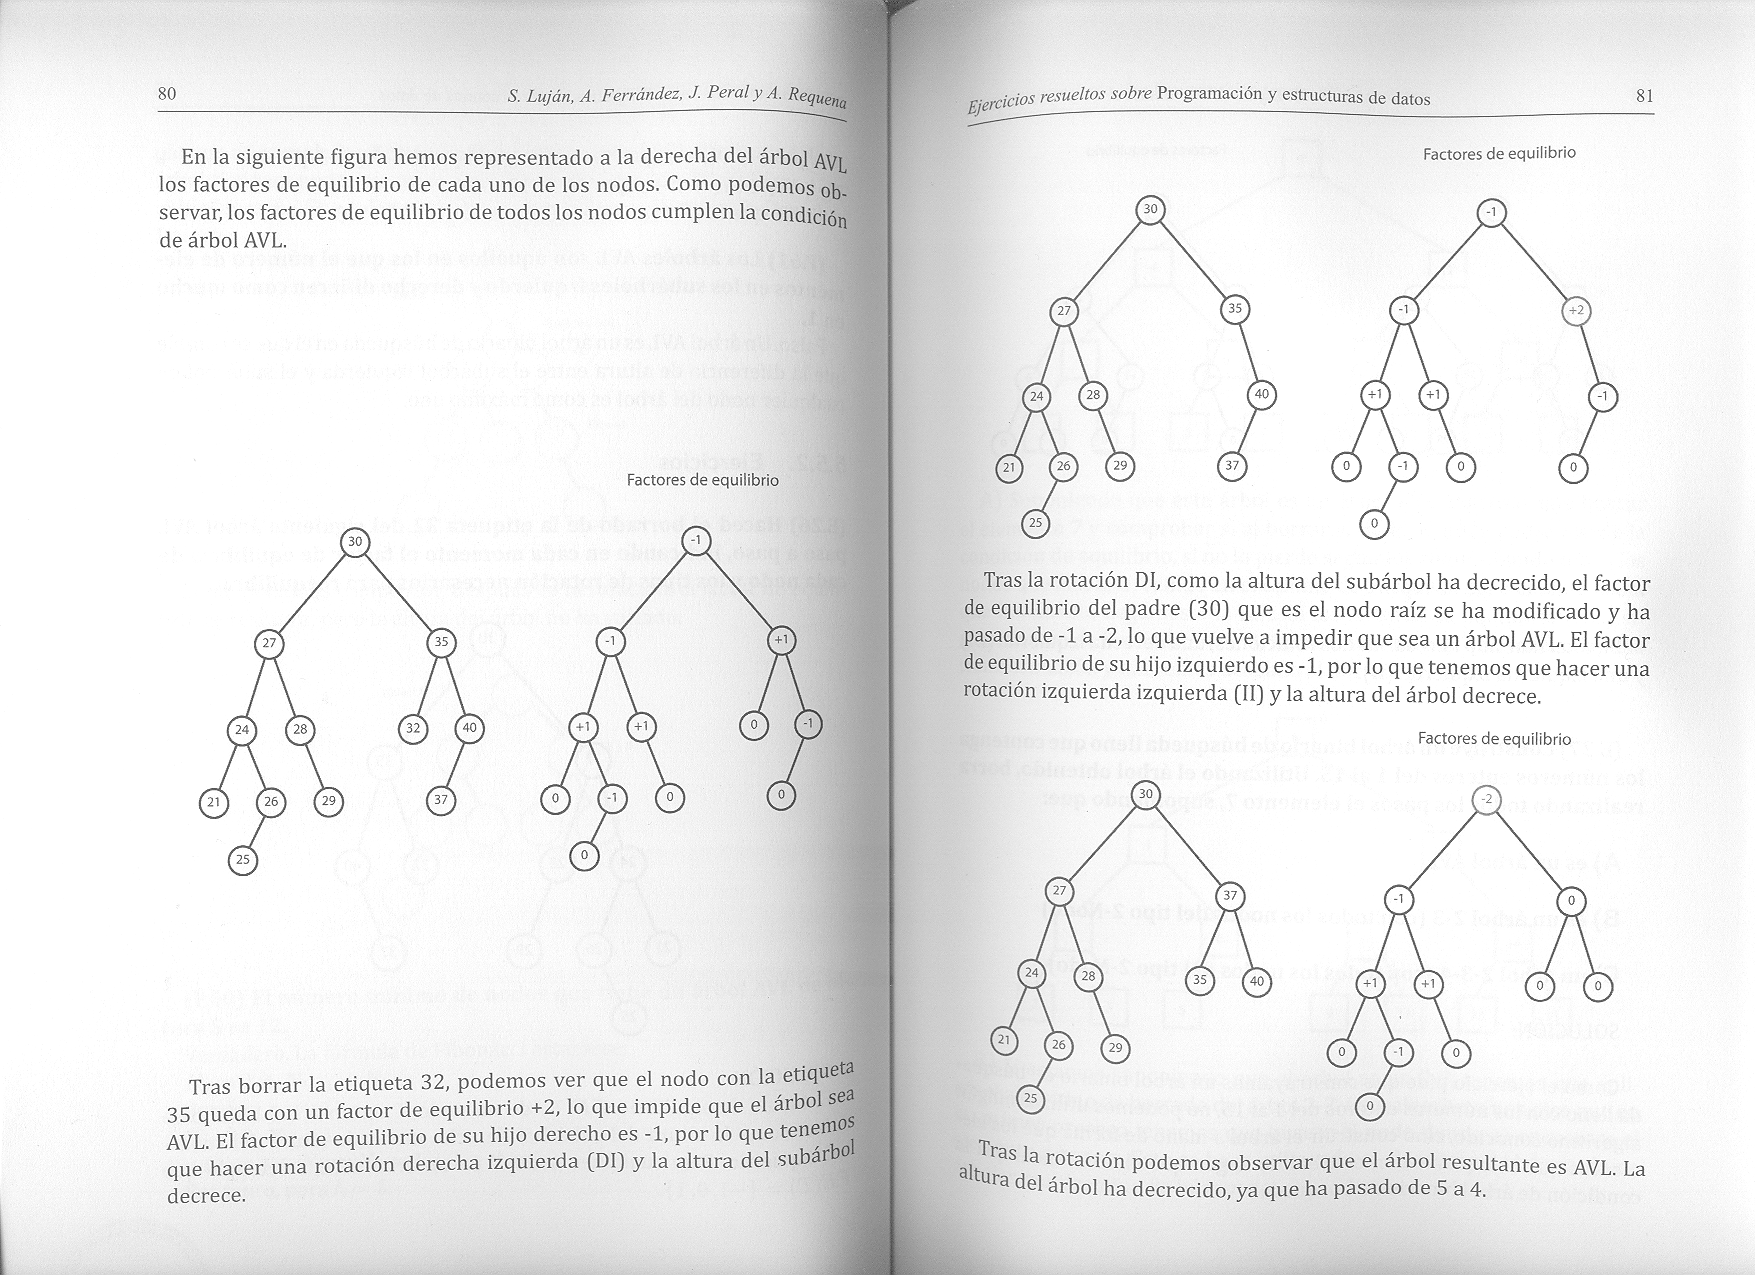 80
S. Luján, A. Ferrández, J. Peral y A. Requena
En la siguiente figura hemos representado a la derecha del árbol AVL
los factores de equilibrio de cada uno de los nodos. Como podemos ob-
servar, los factores de equilibrio de todos los nodos cumplen la condición
de árbol AVL.
Factores de equilibrio
30
27 35
24 28 32 40
21 26 29 37
25
-1
-1 +1
+1 +1 0 -1
0 -1 0 0
0
Tras borrar la etiqueta 32, podemos ver que el nodo con la etiqueta
35 queda con un factor de equilibrio +2, lo que impide que el árbol sea
AVL. El factor de equilibrio de su hijo derecho es -1, por lo que tenemos
que hacer una rotación derecha izquierda (DI) y la altura del subárbol
decrece.
Ejercicios resueltos sobre Programación y estructuras de datos
81
Factores de equilibrio
30
27 35
24 28 40
21 26 29 37
25
-1
-1 +2
+1 +1 -1
0 -1 0 0
0
Tras la rotación DI, como la altura del subárbol ha decrecido, el factor
de equilibrio del padre (30) que es el nodo raíz se ha modificado y ha
pasado de -1 a -2, lo que vuelve a impedir que sea un árbol AVL. El factor
de equilibrio de su hijo izquierdo es -1, por lo que tenemos que hacer una
rotación izquierda izquierda (II) y la altura del árbol decrece.
Factores de equilibrio
30
27 37
24 28 35 40
21 26 29
25
-2
-1 0
+1 +1 0 0
0 -1 0
0
Tras la rotación podemos observar que el árbol resultante es AVL. La
altura del árbol ha decrecido, ya que ha pasado de 5 a 4.